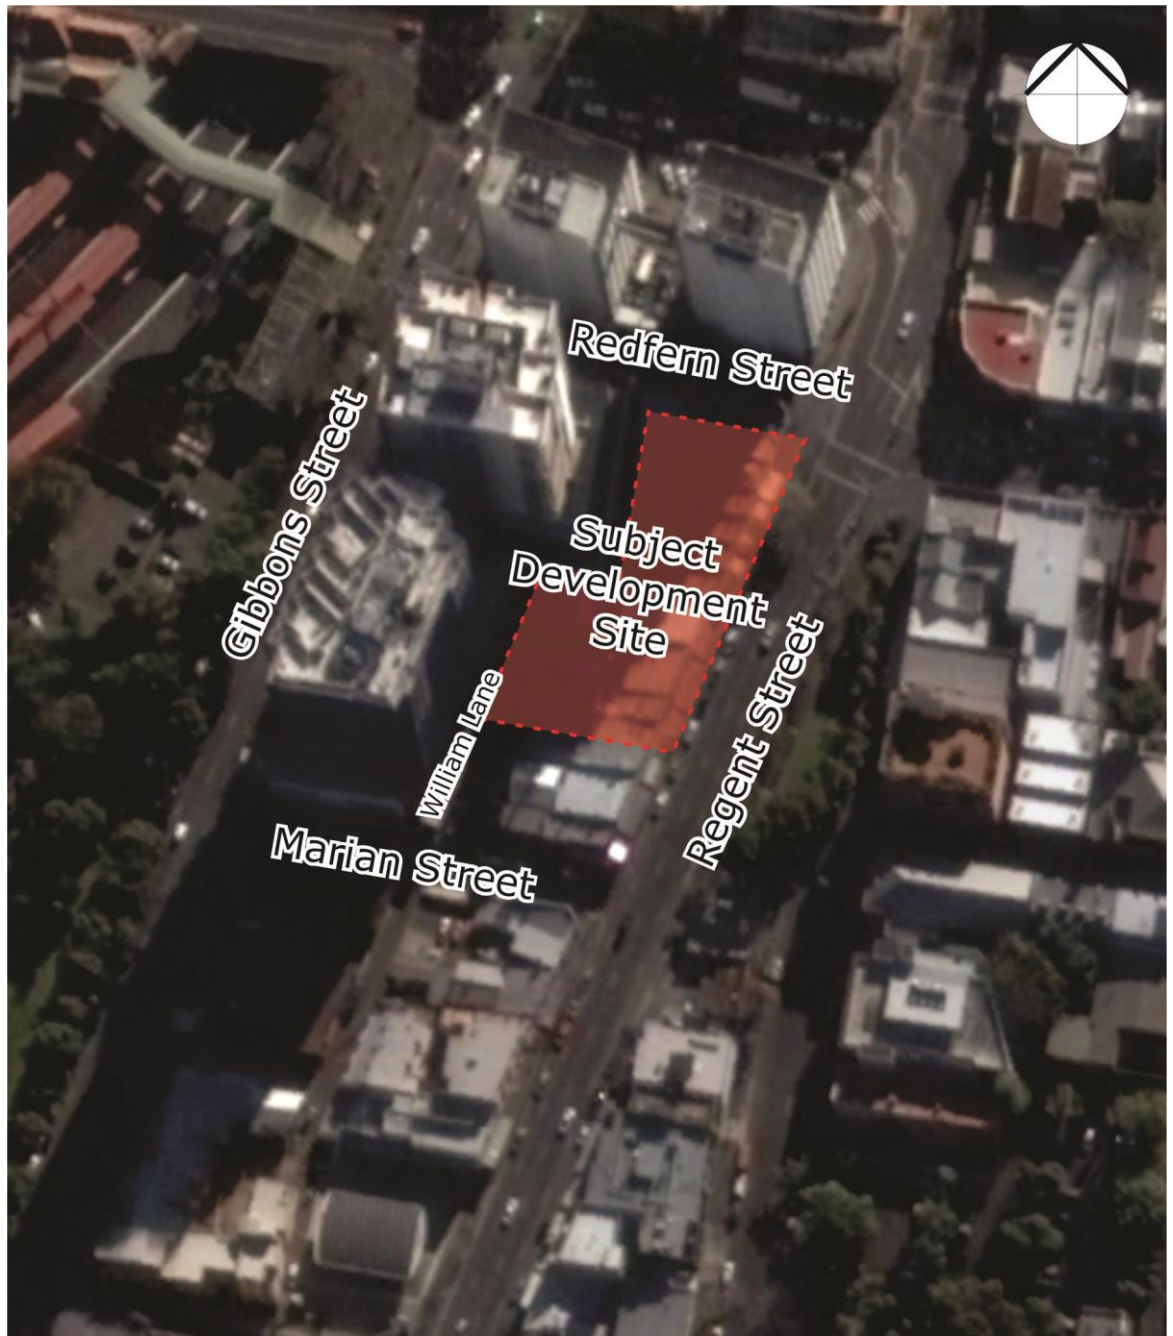 Redfern Street
Gibbons Street
Subject
Development
Site
Regent Street
William Lane
Marian Street